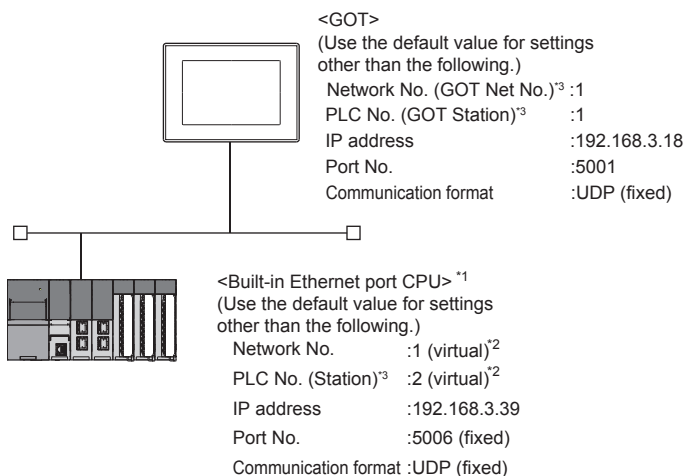 <GOT>
(Use the default value for settings
other than the following.)
Network No. (GOT Net No.)*3 :1
PLC No. (GOT Station)*3 :1
IP address :192.168.3.18
Port No. :5001
Communication format :UDP (fixed)
<Built-in Ethernet port CPU> *1
(Use the default value for settings
other than the following.)
Network No. :1 (virtual)*2
PLC No. (Station)*3 :2 (virtual)*2
IP address :192.168.3.39
Port No. :5006 (fixed)
Communication format :UDP (fixed)